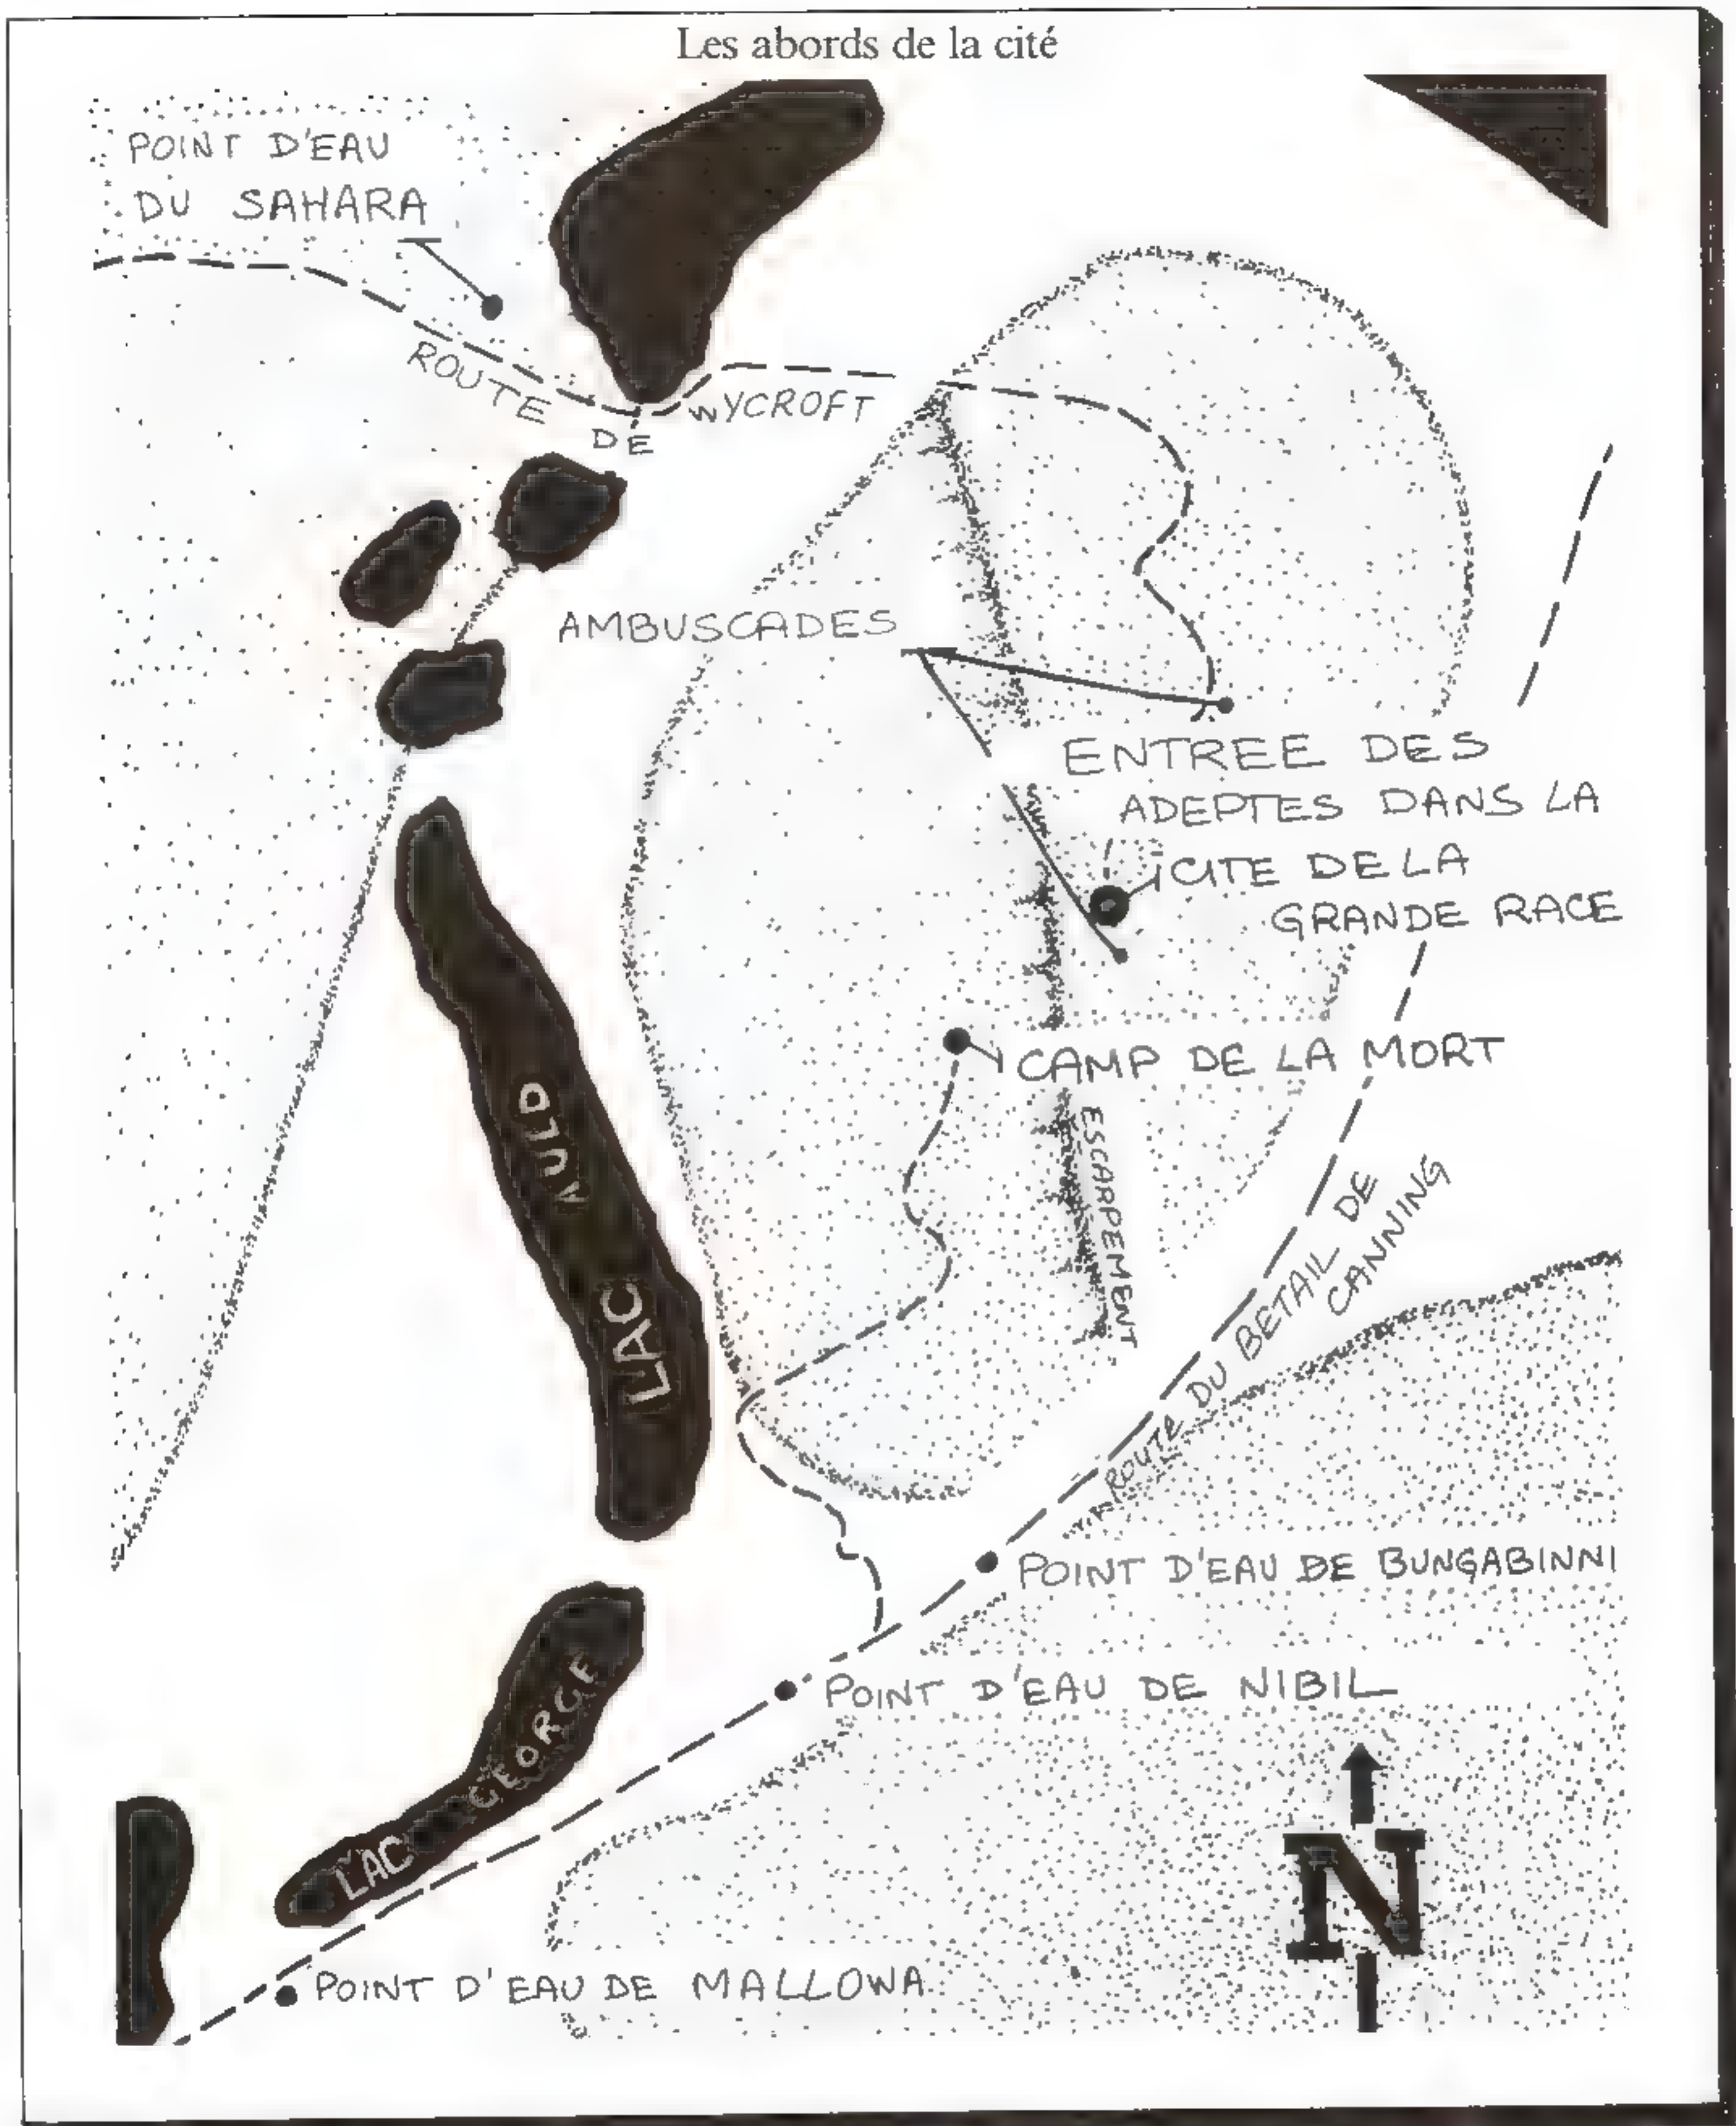 Les abords de la cité
POINT D'EAU
DU SAHARA
ROUTE
DE
WYCROFT
AMBUSCADES
ENTREE DES
ADEPTES DANS LA
CITE DE LA
GRANDE RACE
CAMP DE LA MORT
ESCARPEMENT
LAC AULD
ROUTE DU BETAIL DE
CANNING
POINT D'EAU DE BUNGABINNI
POINT D'EAU DE NIBIL
LAC GEORGE
POINT D'EAU DE MALLOWA
N